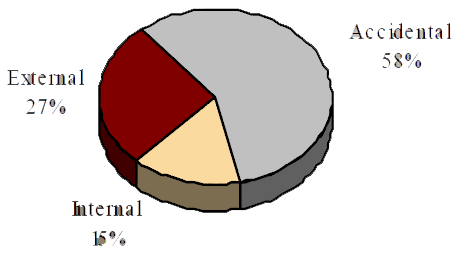 Accidental
58%
External
27%
Internal
15%